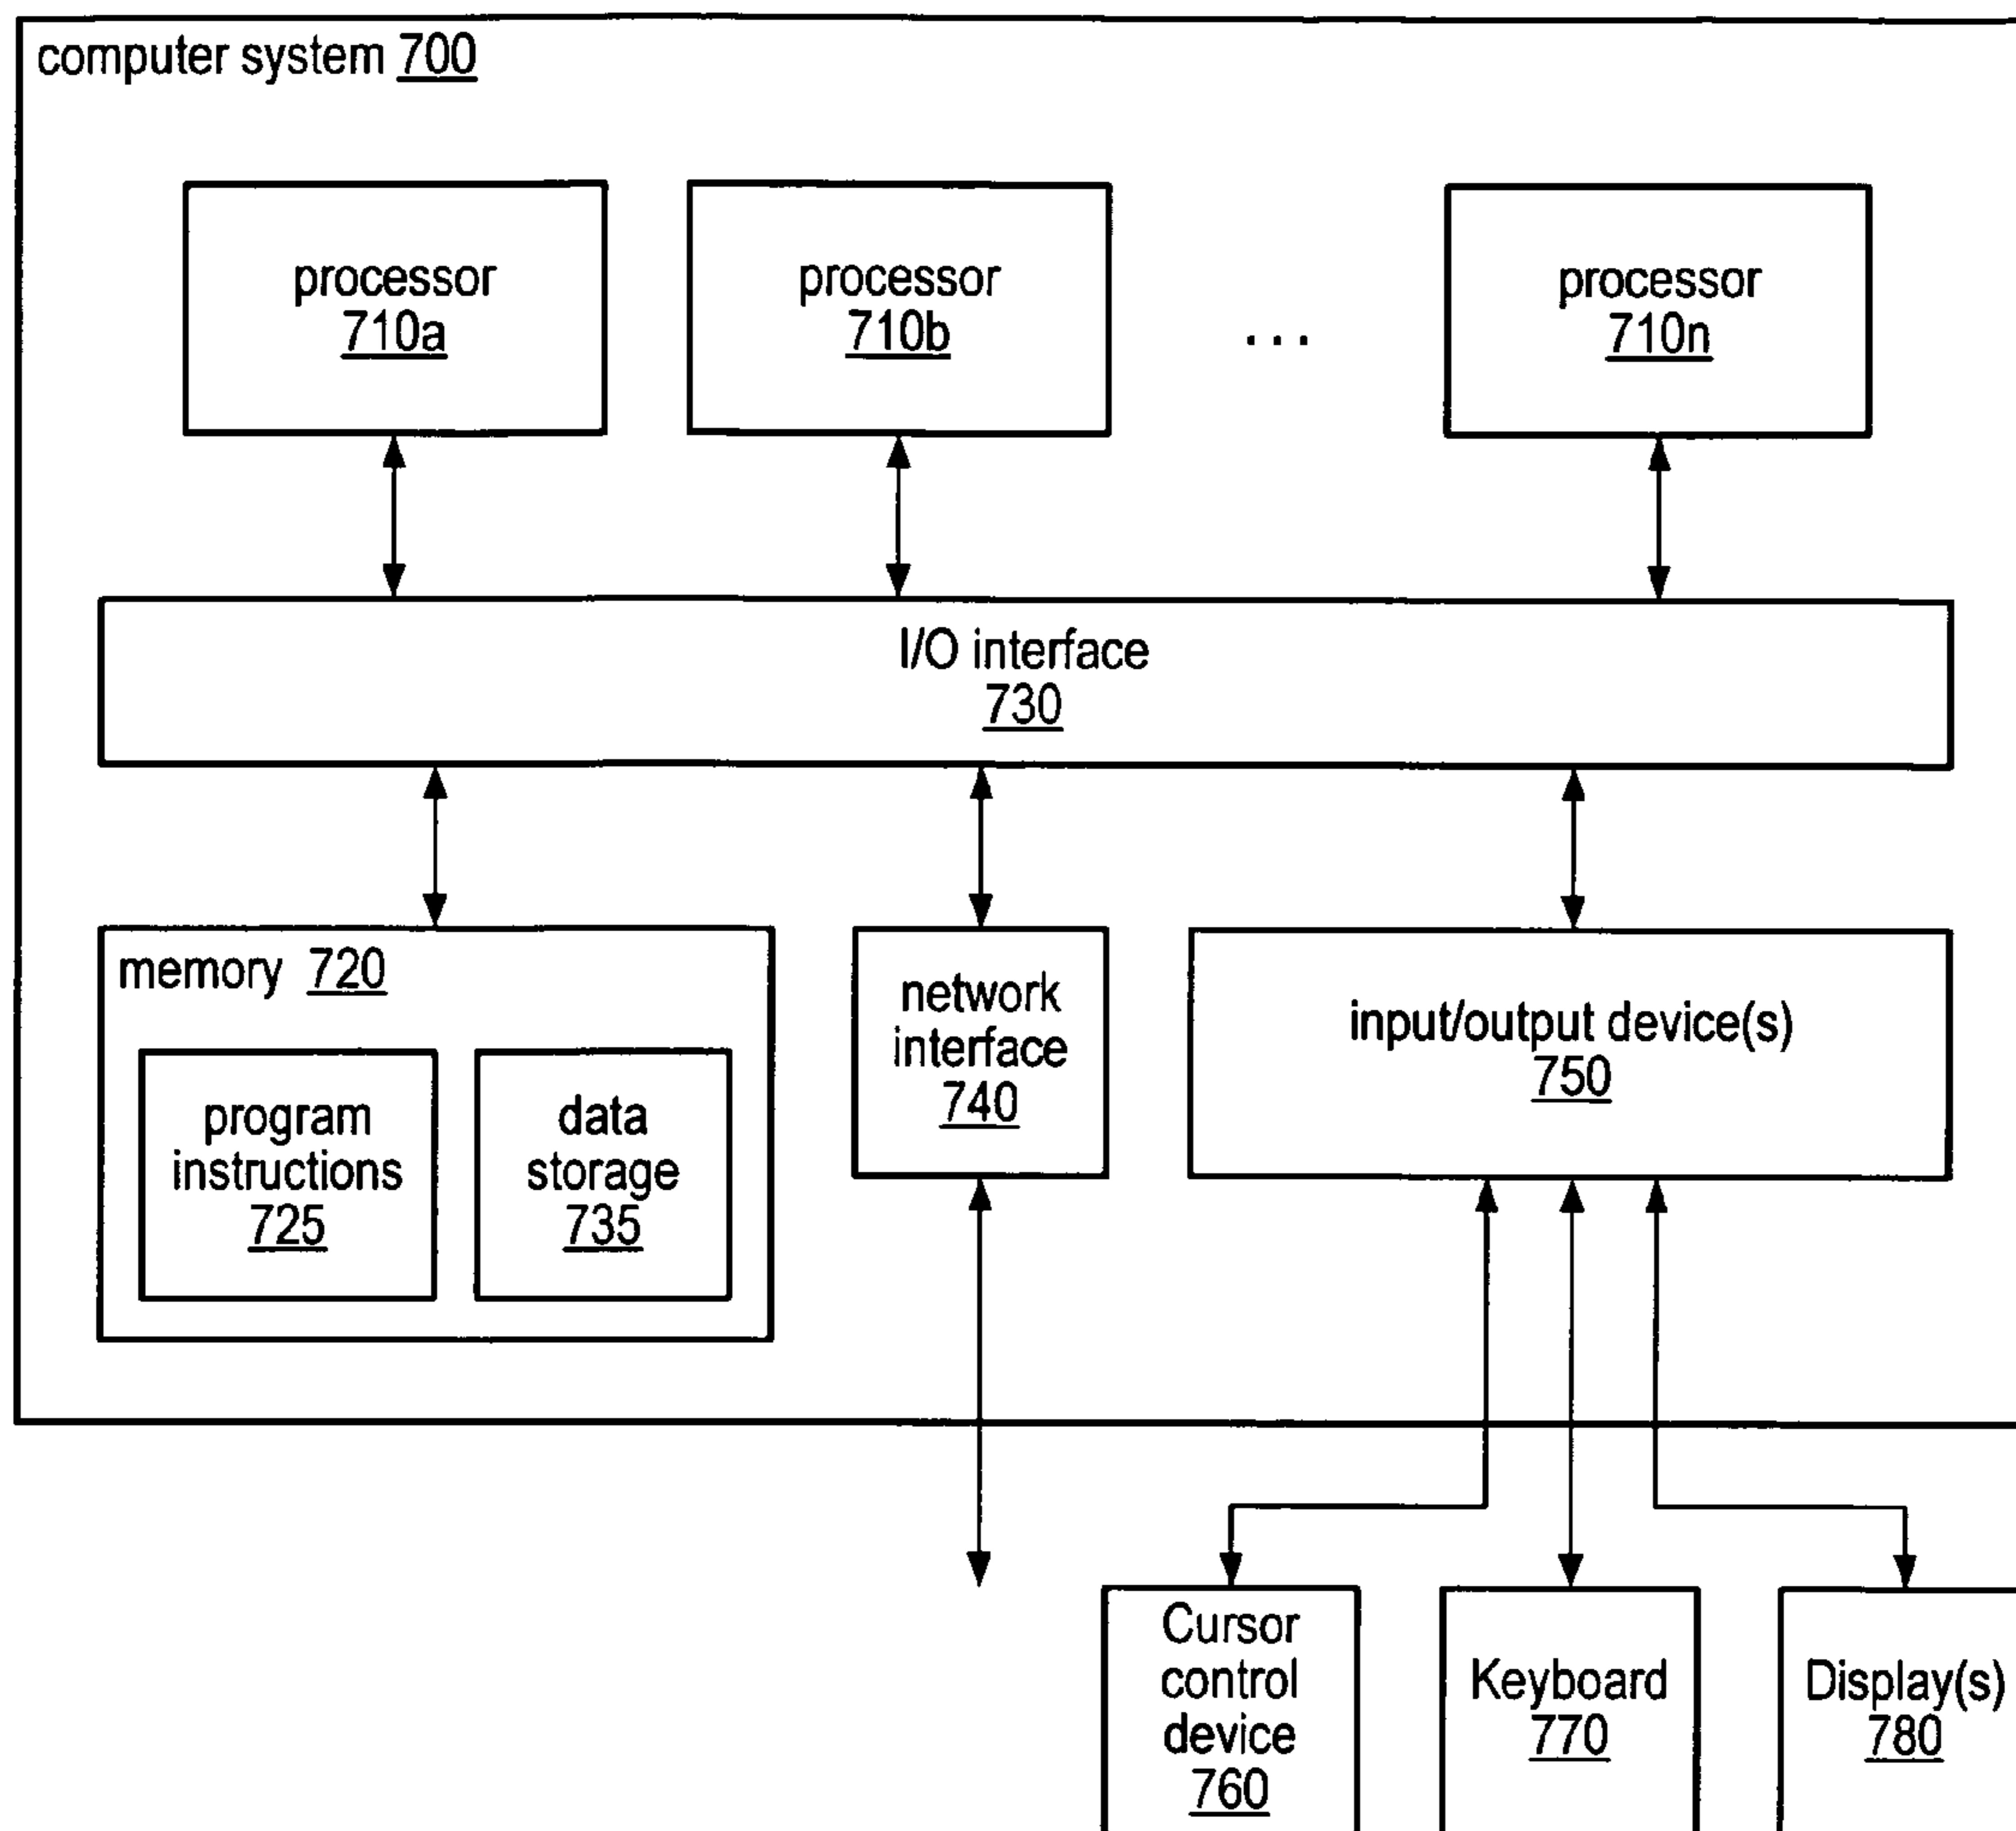 computer system 700
processor
710a
processor
710b
...
processor
710n
I/O interface
730
memory 720
program
instructions
725
data
storage
735
network
interface
740
input/output device(s)
750
Cursor
control
device
760
Keyboard
770
Display(s)
780